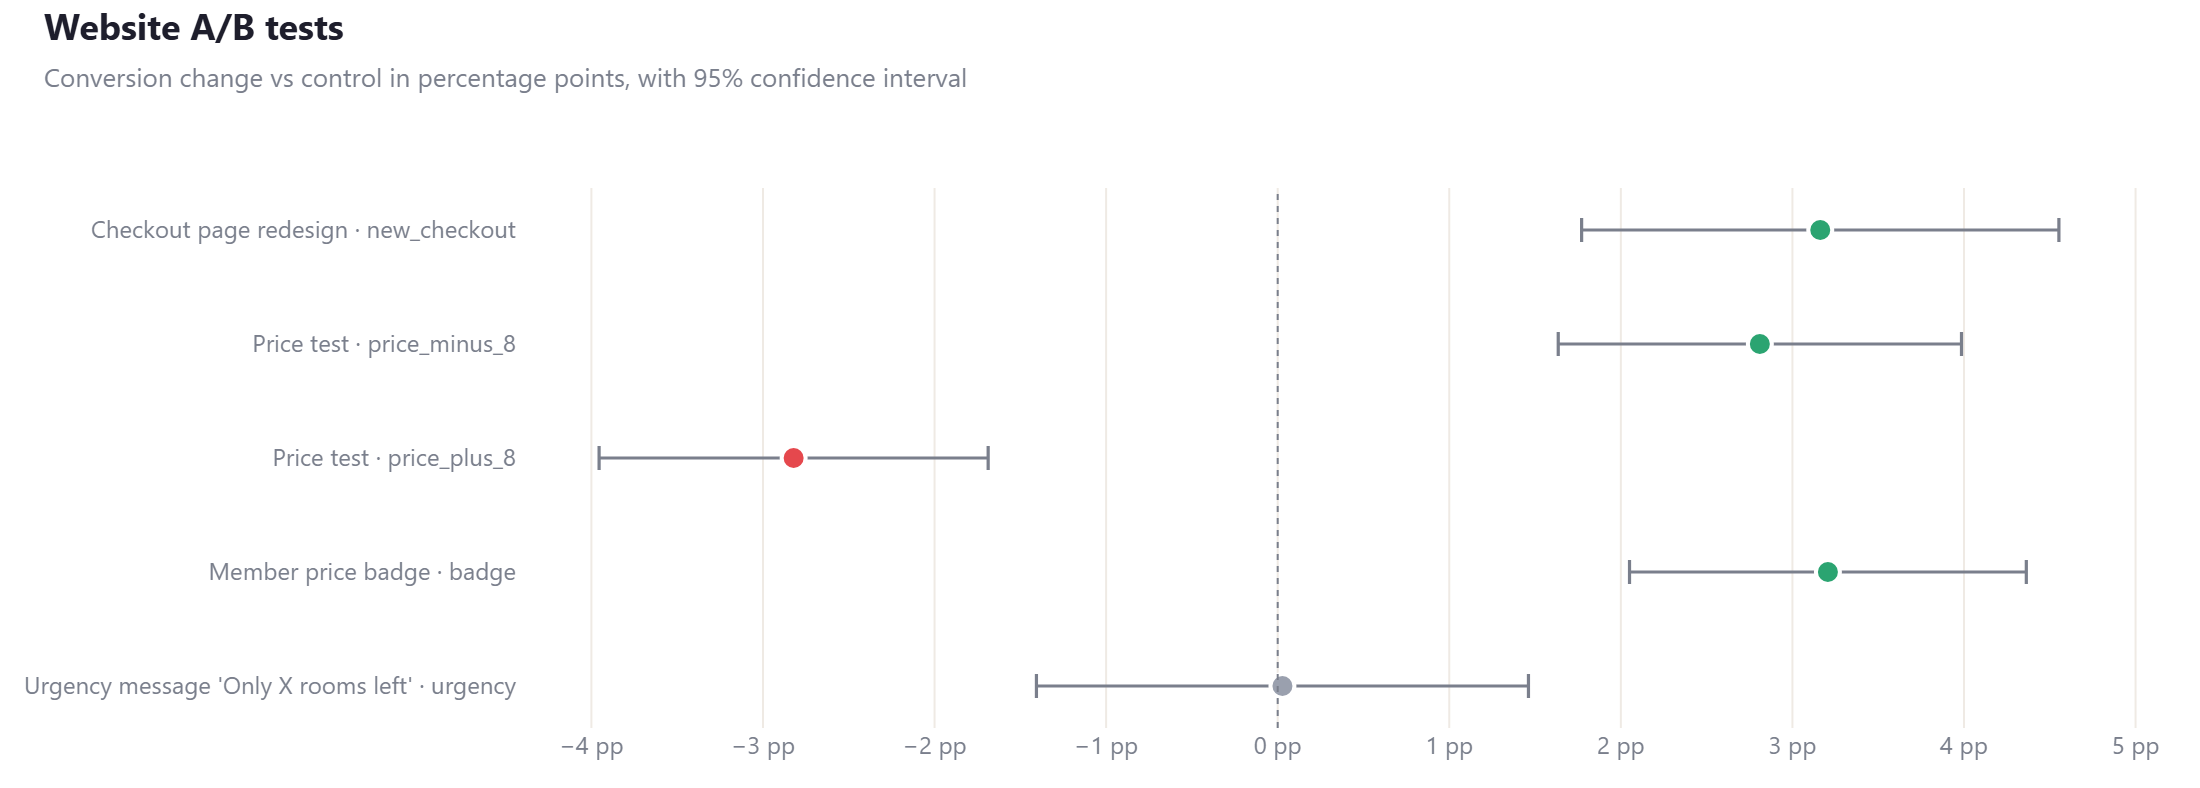 Website A/B tests
Conversion change vs control in percentage points, with 95% confidence interval
Checkout page redesign · new_checkout
Price test · price_minus_8
Price test · price_plus_8
Member price badge · badge
Urgency message 'Only X rooms left' · urgency
−4 pp −3 pp −2 pp −1 pp 0 pp 1 pp 2 pp 3 pp 4 pp 5 pp